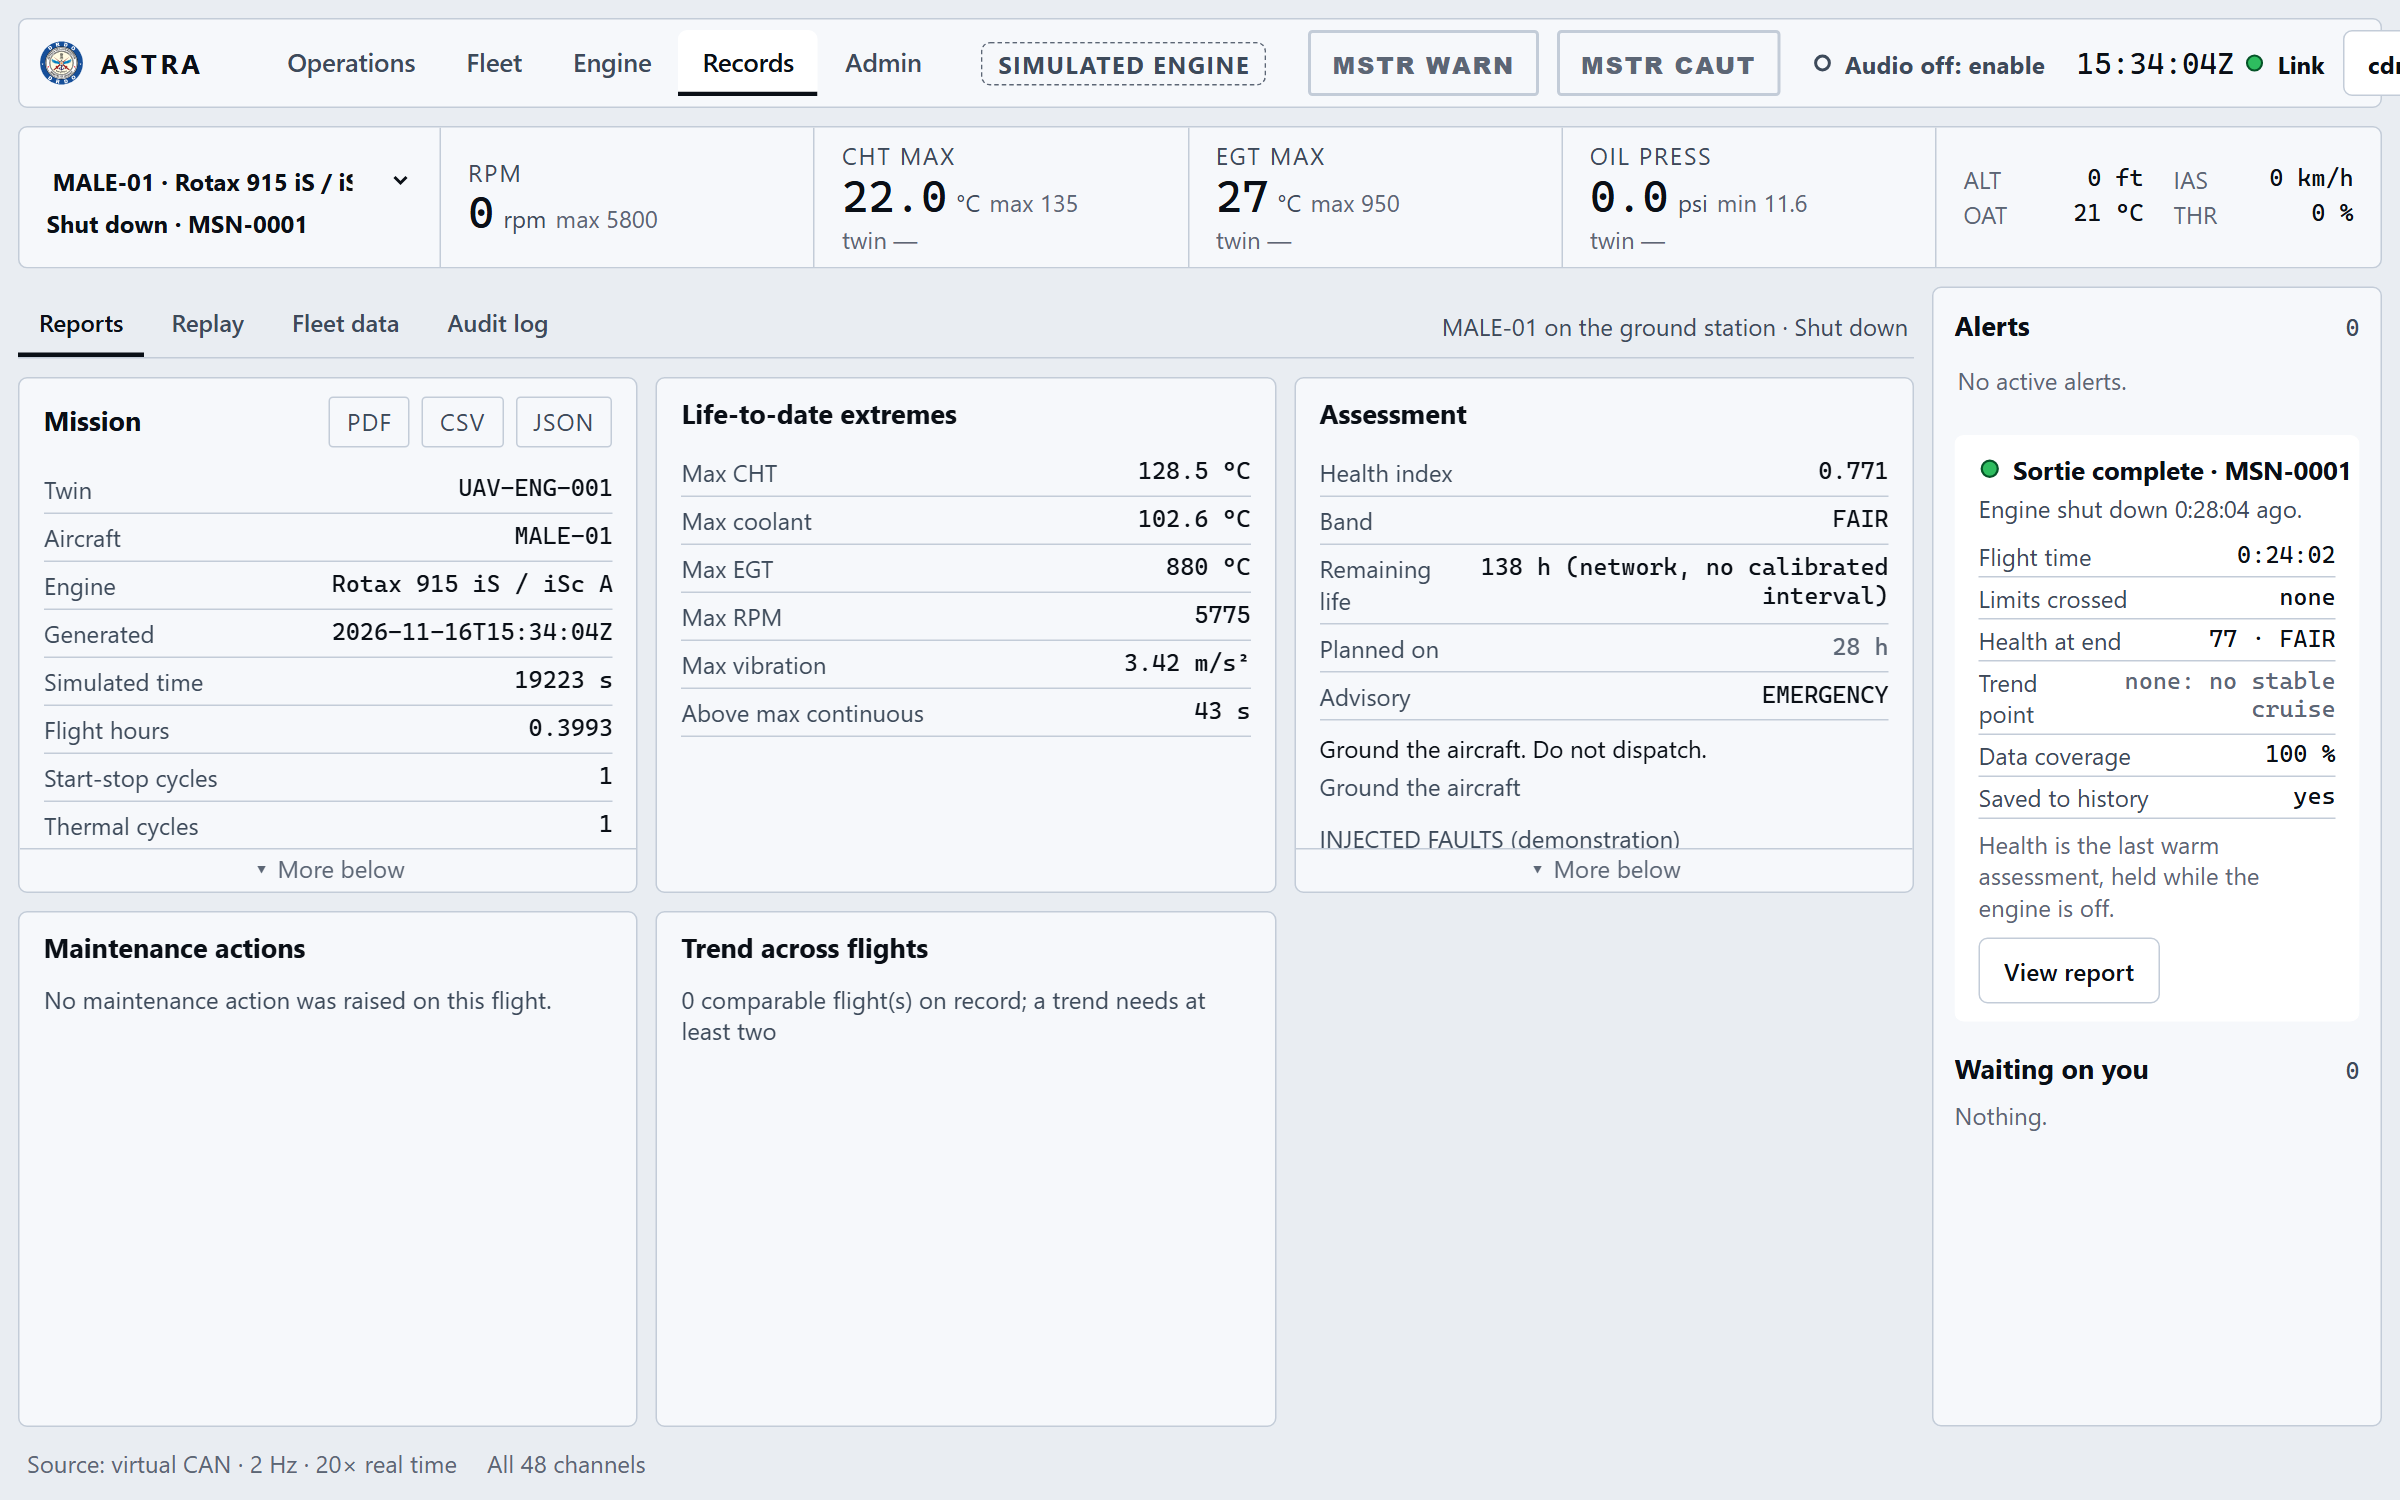 ASTRA
Operations
Fleet
Engine
Records
Admin
SIMULATED ENGINE
MSTR WARN
MSTR CAUT
Audio off: enable
15:34:04Z
Link
MALE-01 · Rotax 915 iS /
Shut down · MSN-0001
RPM
0 rpm max 5800
CHT MAX
22.0 °C max 135
twin —
EGT MAX
27 °C max 950
twin —
OIL PRESS
0.0 psi min 11.6
twin —
ALT 0 ft IAS 0 km/h
OAT 21 °C THR 0 %
Reports
Replay
Fleet data
Audit log
MALE-01 on the ground station · Shut down
Mission
PDF
CSV
JSON
Twin UAV-ENG-001
Aircraft MALE-01
Engine Rotax 915 iS / iSc A
Generated 2026-11-16T15:34:04Z
Simulated time 19223 s
Flight hours 0.3993
Start-stop cycles 1
Thermal cycles 1
▾ More below
Life-to-date extremes
Max CHT 128.5 °C
Max coolant 102.6 °C
Max EGT 880 °C
Max RPM 5775
Max vibration 3.42 m/s²
Above max continuous 43 s
Assessment
Health index 0.771
Band FAIR
Remaining life 138 h (network, no calibrated
interval)
Planned on 28 h
Advisory EMERGENCY
Ground the aircraft. Do not dispatch.
Ground the aircraft
INJECTED FAULTS (demonstration)
▾ More below
Maintenance actions
No maintenance action was raised on this flight.
Trend across flights
0 comparable flight(s) on record; a trend needs at
least two
Alerts 0
No active alerts.
Sortie complete · MSN-0001
Engine shut down 0:28:04 ago.
Flight time 0:24:02
Limits crossed none
Health at end 77 · FAIR
Trend point none: no stable
cruise
Data coverage 100 %
Saved to history yes
Health is the last warm
assessment, held while the
engine is off.
View report
Waiting on you 0
Nothing.
Source: virtual CAN · 2 Hz · 20× real time
All 48 channels